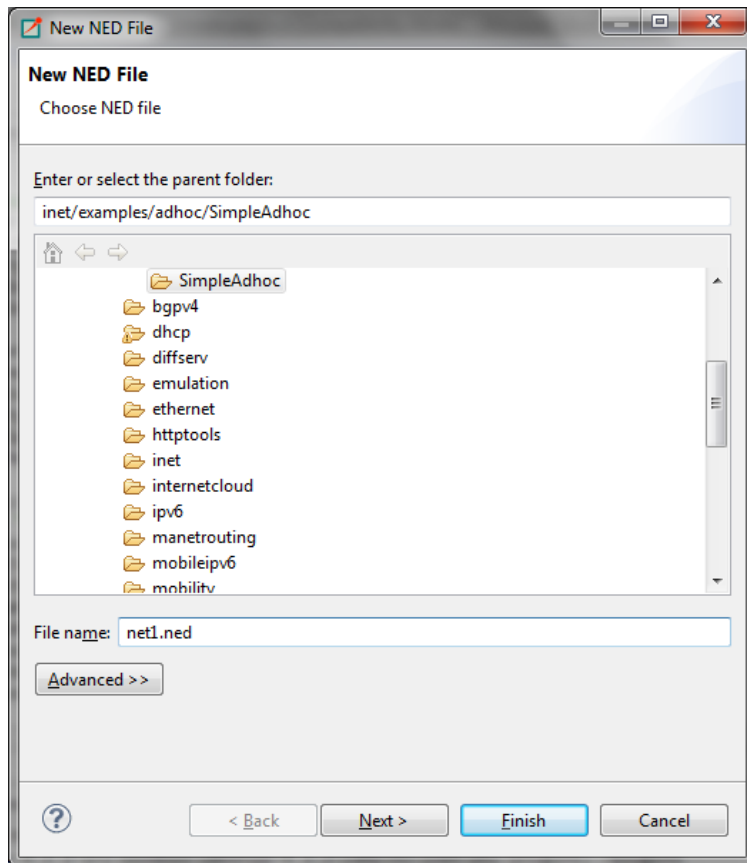 New NED File
New NED File
Choose NED file
Enter or select the parent folder:
inet/examples/adhoc/SimpleAdhoc
SimpleAdhoc
bgpv4
dhcp
diffserv
emulation
ethernet
httptools
inet
internetcloud
ipv6
manetrouting
mobileipv6
mobility
File name: net1.ned
Advanced >>
? < Back Next > Finish Cancel